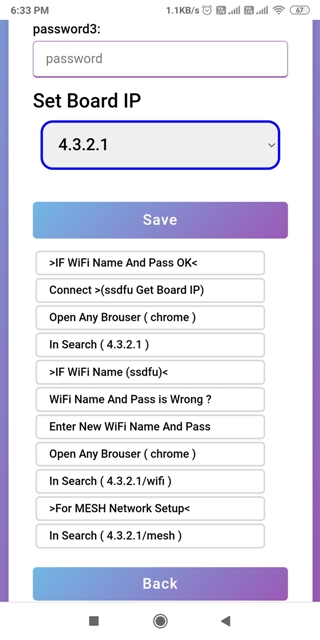 6:33 PM
1.1KB/s
67
password3:
password
Set Board IP
4.3.2.1
Save
>IF WiFi Name And Pass OK<
Connect >(ssdfu Get Board IP)
Open Any Brouser ( chrome )
In Search ( 4.3.2.1 )
>IF WiFi Name (ssdfu)<
WiFi Name And Pass is Wrong ?
Enter New WiFi Name And Pass
Open Any Brouser ( chrome )
In Search ( 4.3.2.1/wifi )
>For MESH Network Setup<
In Search ( 4.3.2.1/mesh )
Back